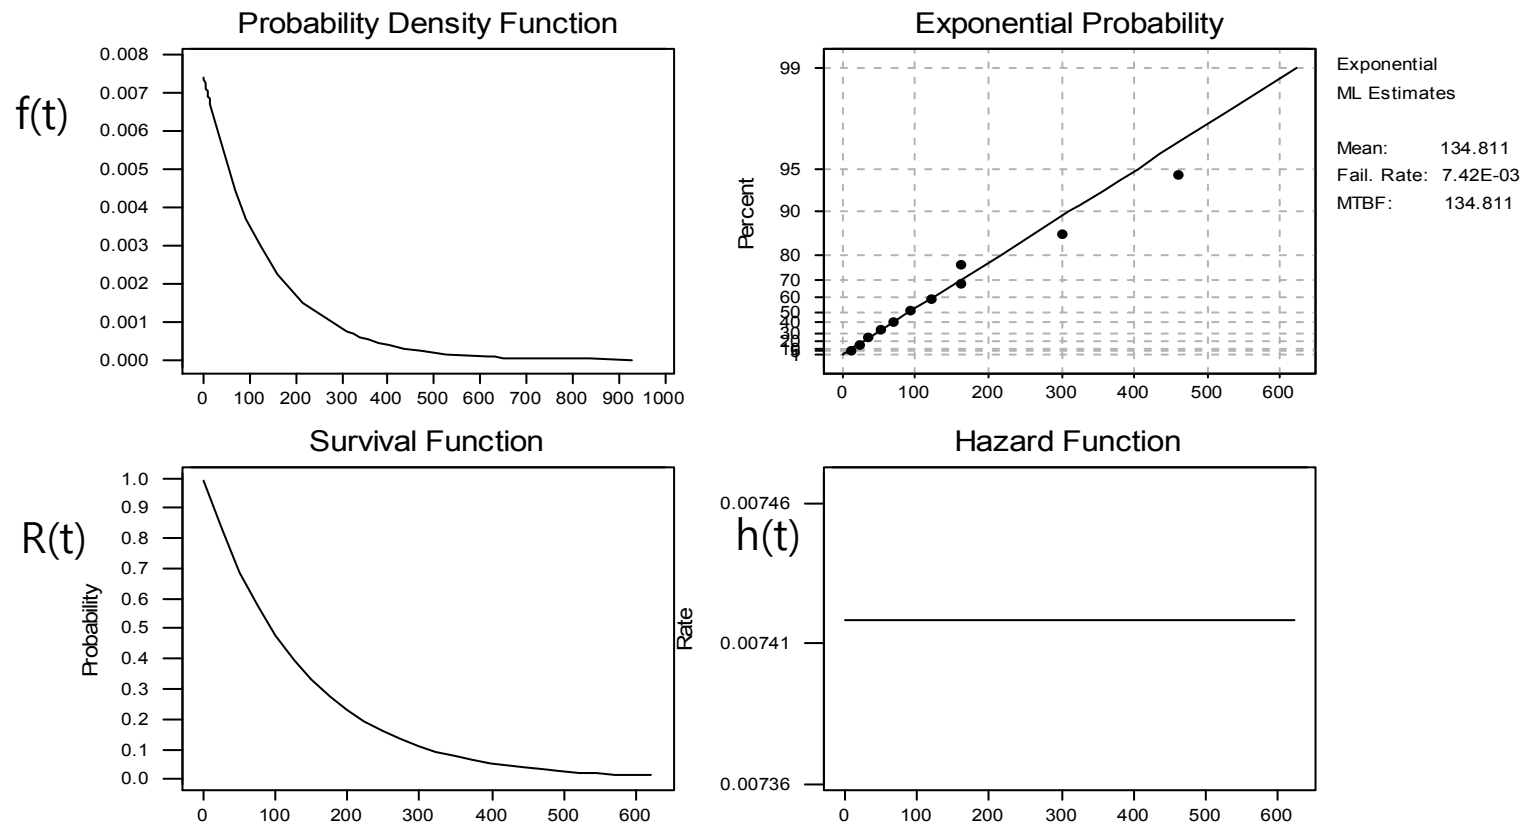 Probability Density Function
f(t)
0.008
0.007
0.006
0.005
0.004
0.003
0.002
0.001
0.000
0 100 200 300 400 500 600 700 800 900 1000
Exponential Probability
Percent
99
95
90
80
70
60
50
40
30
1
0 100 200 300 400 500 600
Exponential
ML Estimates
Mean: 134.811
Fail. Rate: 7.42E-03
MTBF: 134.811
Survival Function
R(t)
Probability
1.0
0.9
0.8
0.7
0.6
0.5
0.4
0.3
0.2
0.1
0.0
0 100 200 300 400 500 600
Hazard Function
h(t)
Rate
0.00746
0.00741
0.00736
0 100 200 300 400 500 600